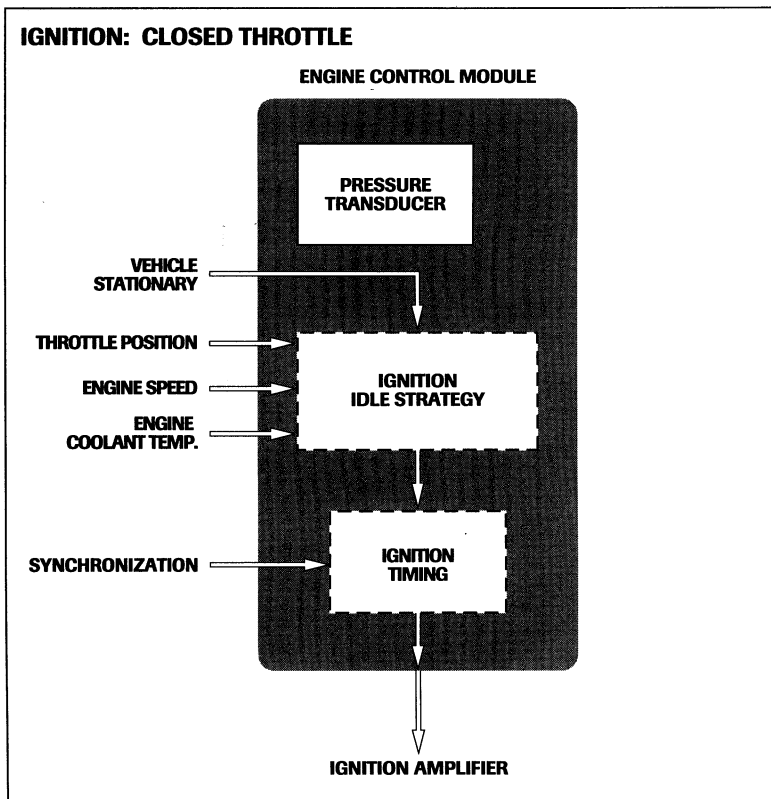 IGNITION: CLOSED THROTTLE
ENGINE CONTROL MODULE
PRESSURE
TRANSDUCER
VEHICLE
STATIONARY
THROTTLE POSITION
ENGINE SPEED
ENGINE
COOLANT TEMP.
IGNITION
IDLE STRATEGY
SYNCHRONIZATION
IGNITION
TIMING
IGNITION AMPLIFIER